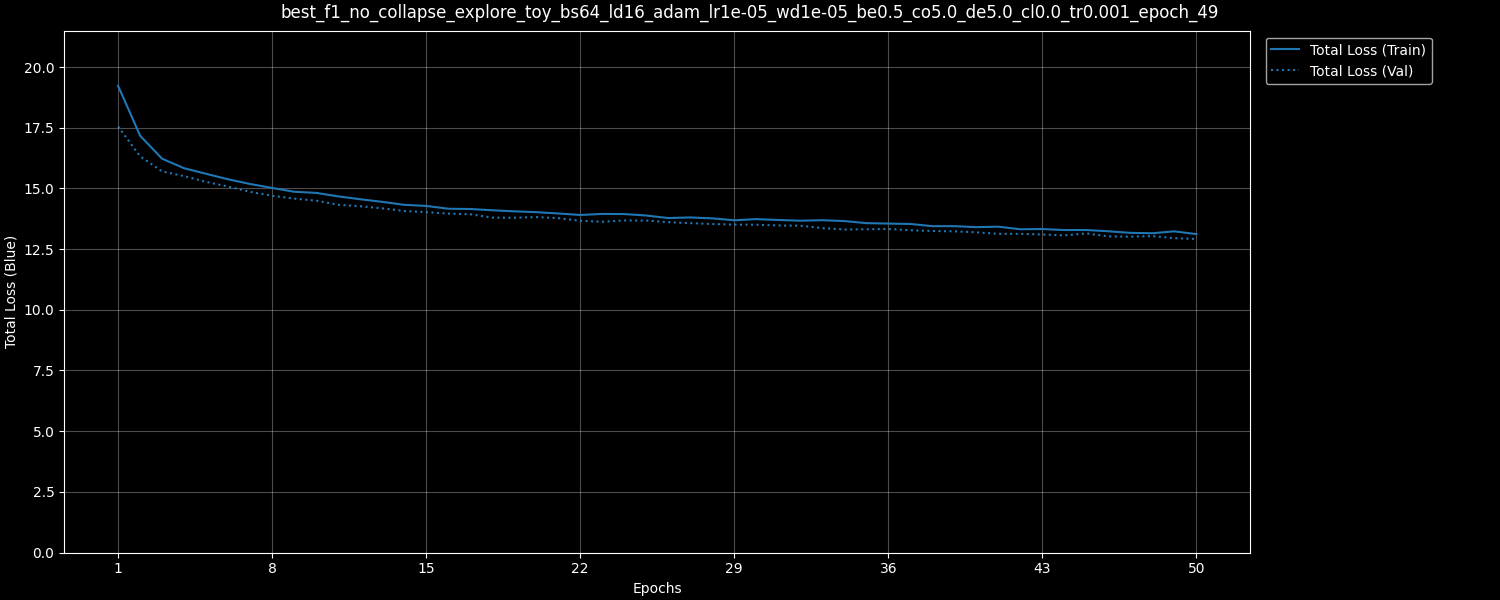 best_f1_no_collapse_explore_toy_bs64_ld16_adam_lr1e-05_wd1e-05_be0.5_co5.0_de5.0_cl0.0_tr0.001_epoch_49
Total Loss (Train)
Total Loss (Val)
Total Loss (Blue)
20.0
17.5
15.0
12.5
10.0
7.5
5.0
2.5
0.0
1 8 15 22 29 36 43 50
Epochs